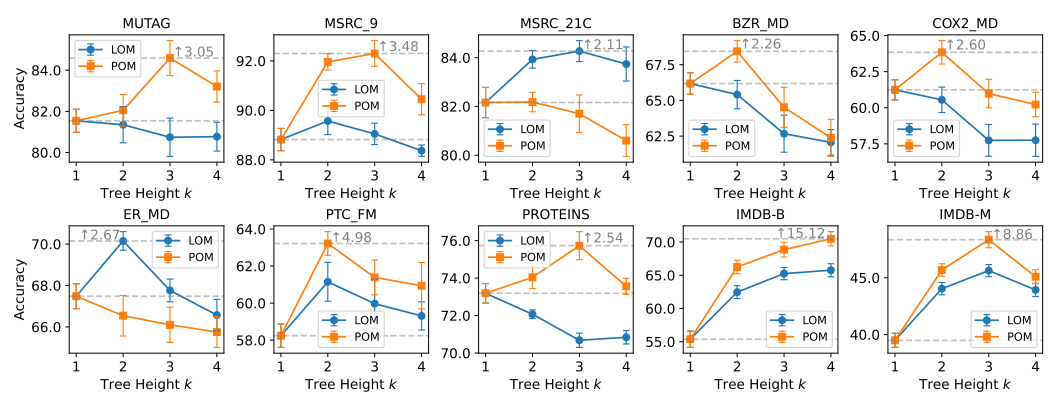 MUTAG
Accuracy
84.0
82.0
80.0
LOM
POM
↑3.05
1 2 3 4
Tree Height k
MSRC_9
92.0
90.0
88.0
LOM
POM
↑3.48
1 2 3 4
Tree Height k
MSRC_21C
84.0
82.0
80.0
LOM
POM
↑2.11
1 2 3 4
Tree Height k
BZR_MD
67.5
65.0
62.5
LOM
POM
↑2.26
1 2 3 4
Tree Height k
COX2_MD
65.0
62.5
60.0
57.5
LOM
POM
↑2.60
1 2 3 4
Tree Height k
ER_MD
Accuracy
70.0
68.0
66.0
LOM
POM
↑2.67
1 2 3 4
Tree Height k
PTC_FM
64.0
62.0
60.0
58.0
LOM
POM
↑4.98
1 2 3 4
Tree Height k
PROTEINS
76.0
74.0
72.0
70.0
LOM
POM
↑2.54
1 2 3 4
Tree Height k
IMDB-B
70.0
65.0
60.0
55.0
LOM
POM
↑15.12
1 2 3 4
Tree Height k
IMDB-M
45.0
40.0
LOM
POM
↑8.86
1 2 3 4
Tree Height k